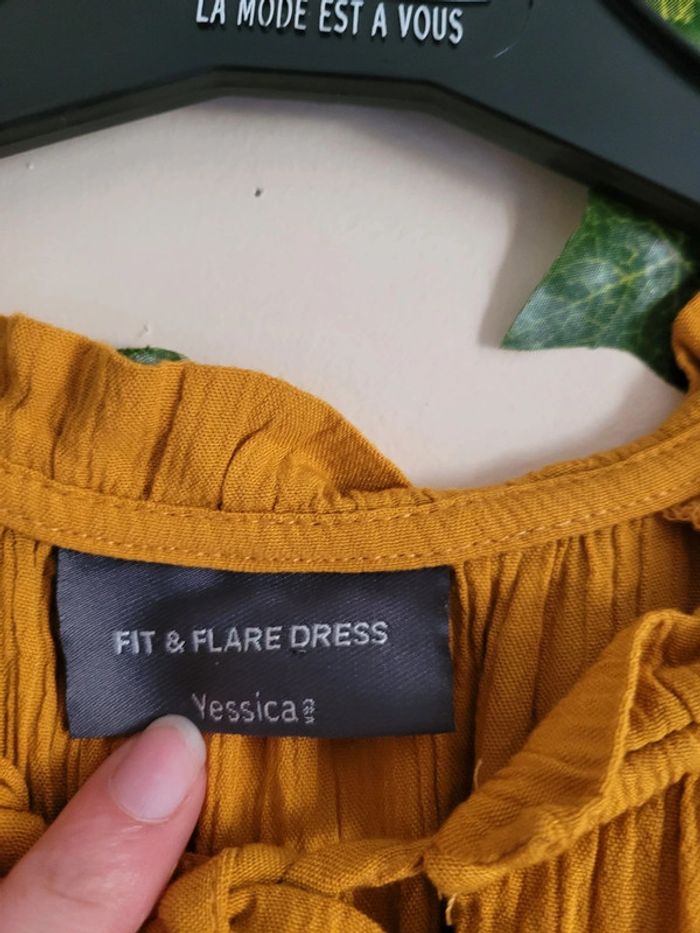 LA MODE EST A VOUS
FIT & FLARE DRESS
Yessica